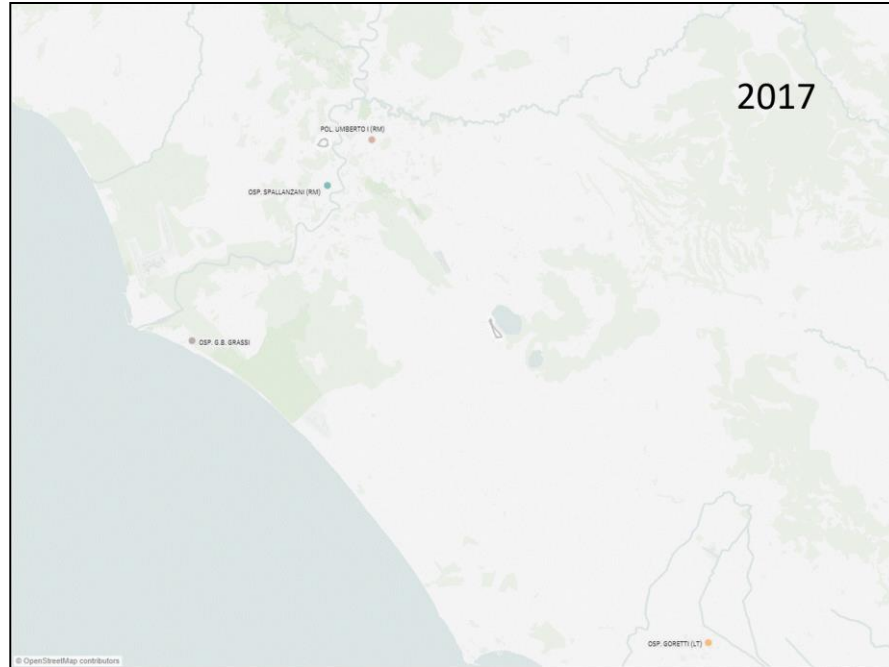 2017
POL. UMBERTO I (RM)
OSP. SPALLANZANI (RM)
OSP. G.B. GRASSI
OSP. GORETTI (LT)
© OpenStreetMap contributors